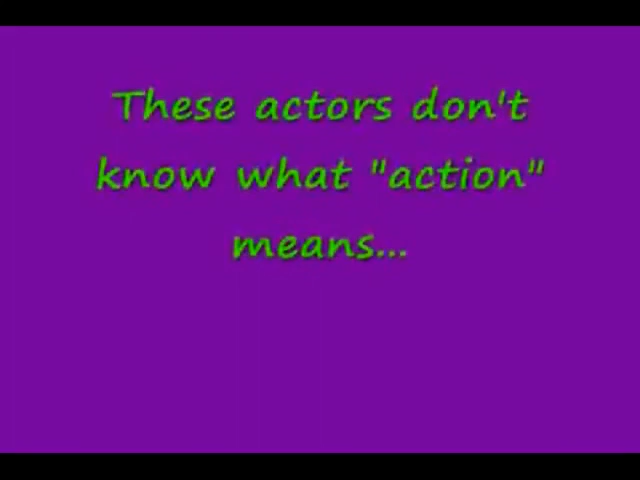 These actors don't
know what "action"
means...